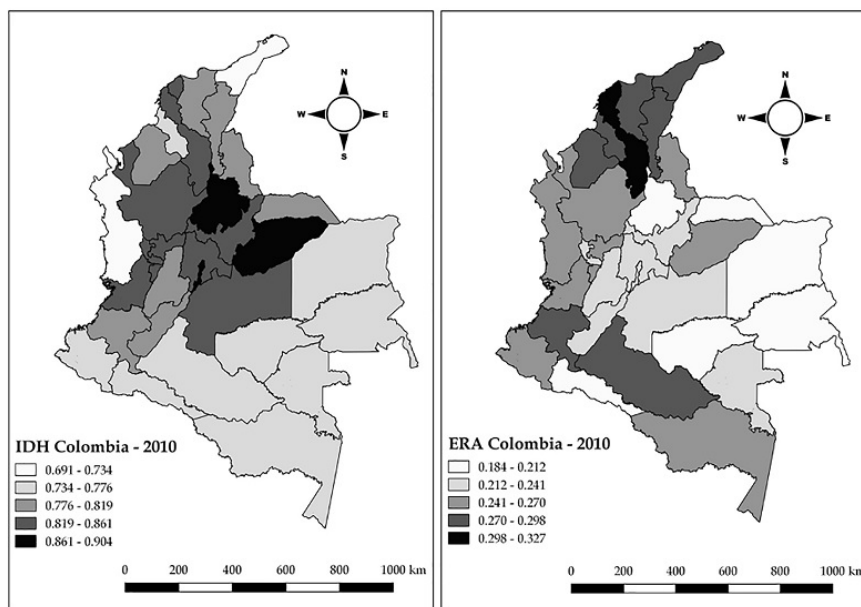 N
W E
S
IDH Colombia - 2010
0.691 - 0.734
0.734 - 0.776
0.776 - 0.819
0.819 - 0.861
0.861 - 0.904
0 200 400 600 800 1000 km
N
W E
S
ERA Colombia - 2010
0.184 - 0.212
0.212 - 0.241
0.241 - 0.270
0.270 - 0.298
0.298 - 0.327
0 200 400 600 800 1000 km